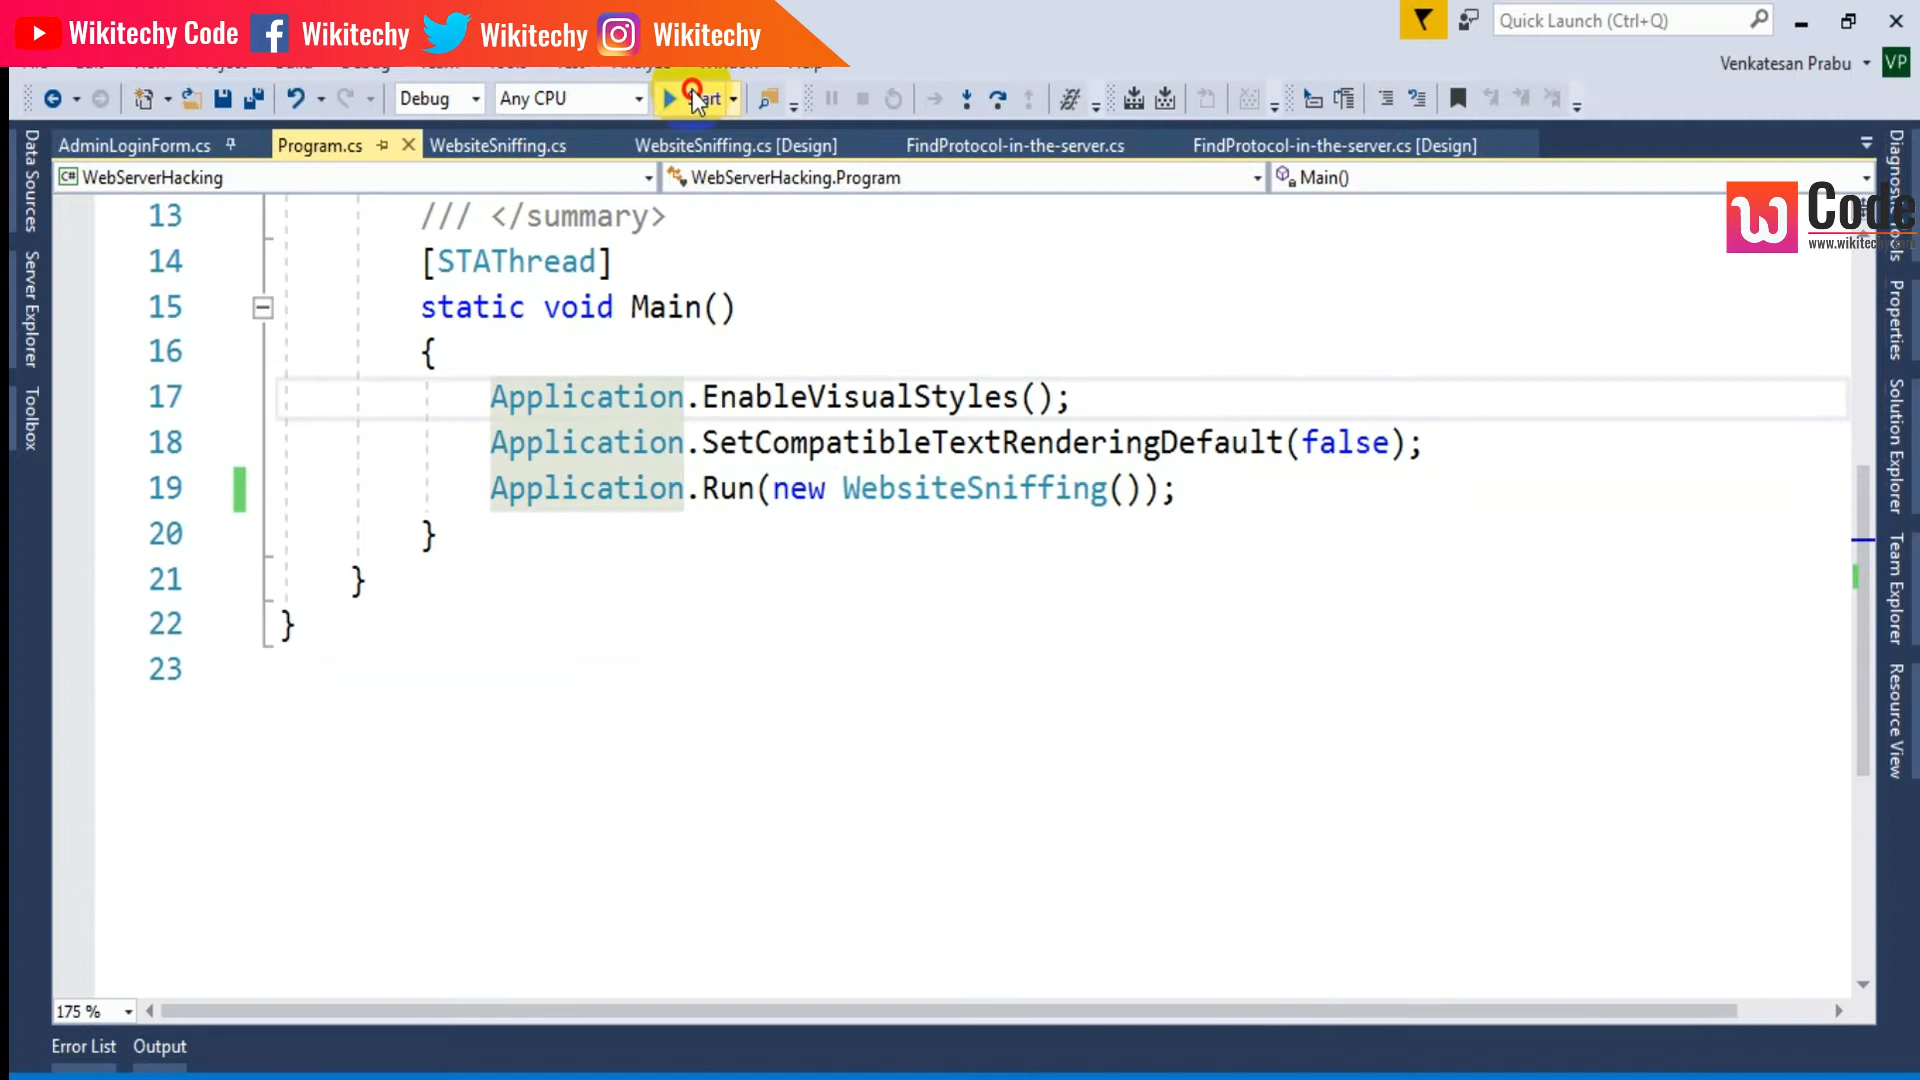 Wikitechy Code Wikitechy Wikitechy Wikitechy
Quick Launch (Ctrl+Q)
Venkatesan Prabu VP
Debug Any CPU
AdminLoginForm.cs Program.cs WebsiteSniffing.cs WebsiteSniffing.cs [Design] FindProtocol-in-the-server.cs FindProtocol-in-the-server.cs [Design]
C# WebServerHacking WebServerHacking.Program Main()
Code
www.wikitechy.com
Data Sources
Server Explorer
Toolbox
13 /// </summary>
14 [STAThread]
15 static void Main()
16 {
17 Application.EnableVisualStyles();
18 Application.SetCompatibleTextRenderingDefault(false);
19 Application.Run(new WebsiteSniffing());
20 }
21 }
22 }
23
Properties
Solution Explorer
Team Explorer
Resource View
175 %
Error List Output